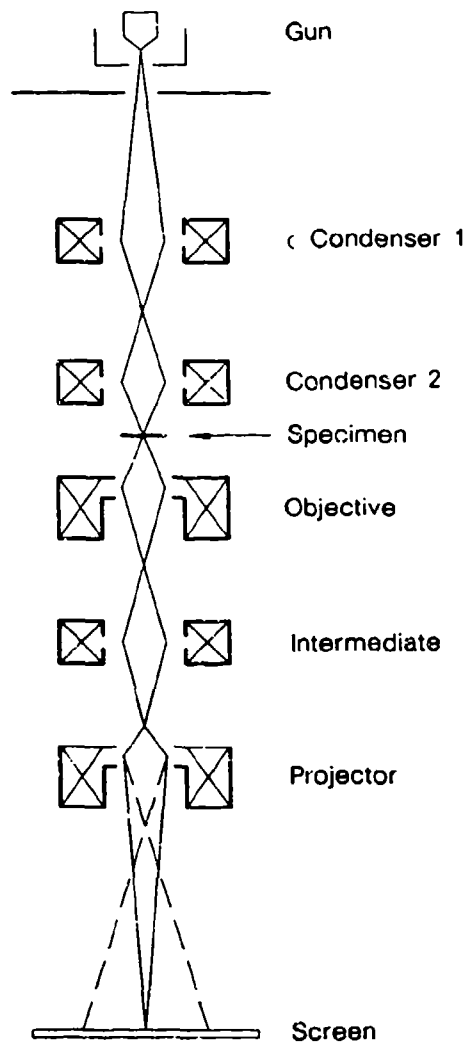 Gun
Condenser 1
Condenser 2
Specimen
Objective
Intermediate
Projector
Screen